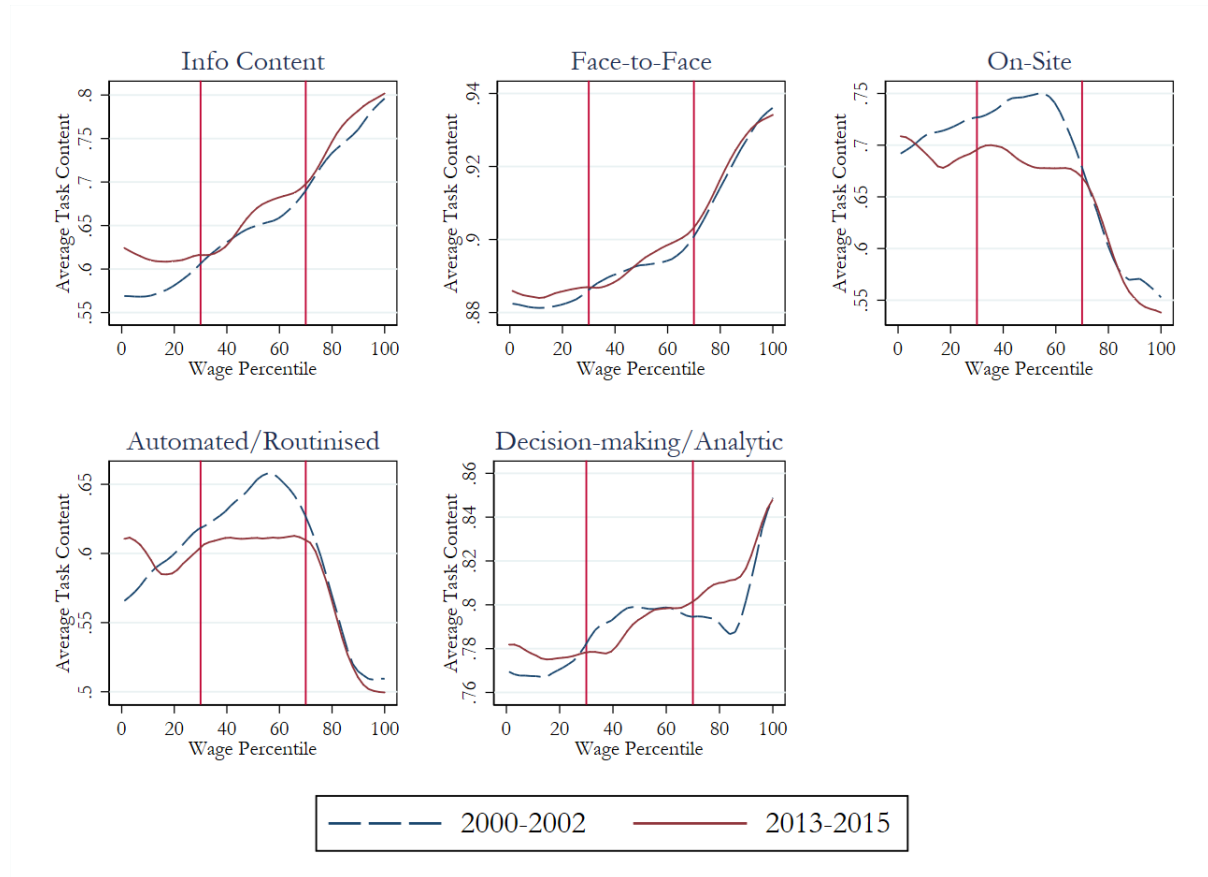 Info Content
Average Task Content
.55 .6 .65 .7 .75 .8
0 20 40 60 80 100
Wage Percentile
Face-to-Face
Average Task Content
.88 .9 .92 .94
0 20 40 60 80 100
Wage Percentile
On-Site
Average Task Content
.55 .6 .65 .7 .75
0 20 40 60 80 100
Wage Percentile
Automated/Routinised
Average Task Content
.5 .55 .6 .65
0 20 40 60 80 100
Wage Percentile
Decision-making/Analytic
Average Task Content
.76 .78 .8 .82 .84 .86
0 20 40 60 80 100
Wage Percentile
2000-2002 2013-2015